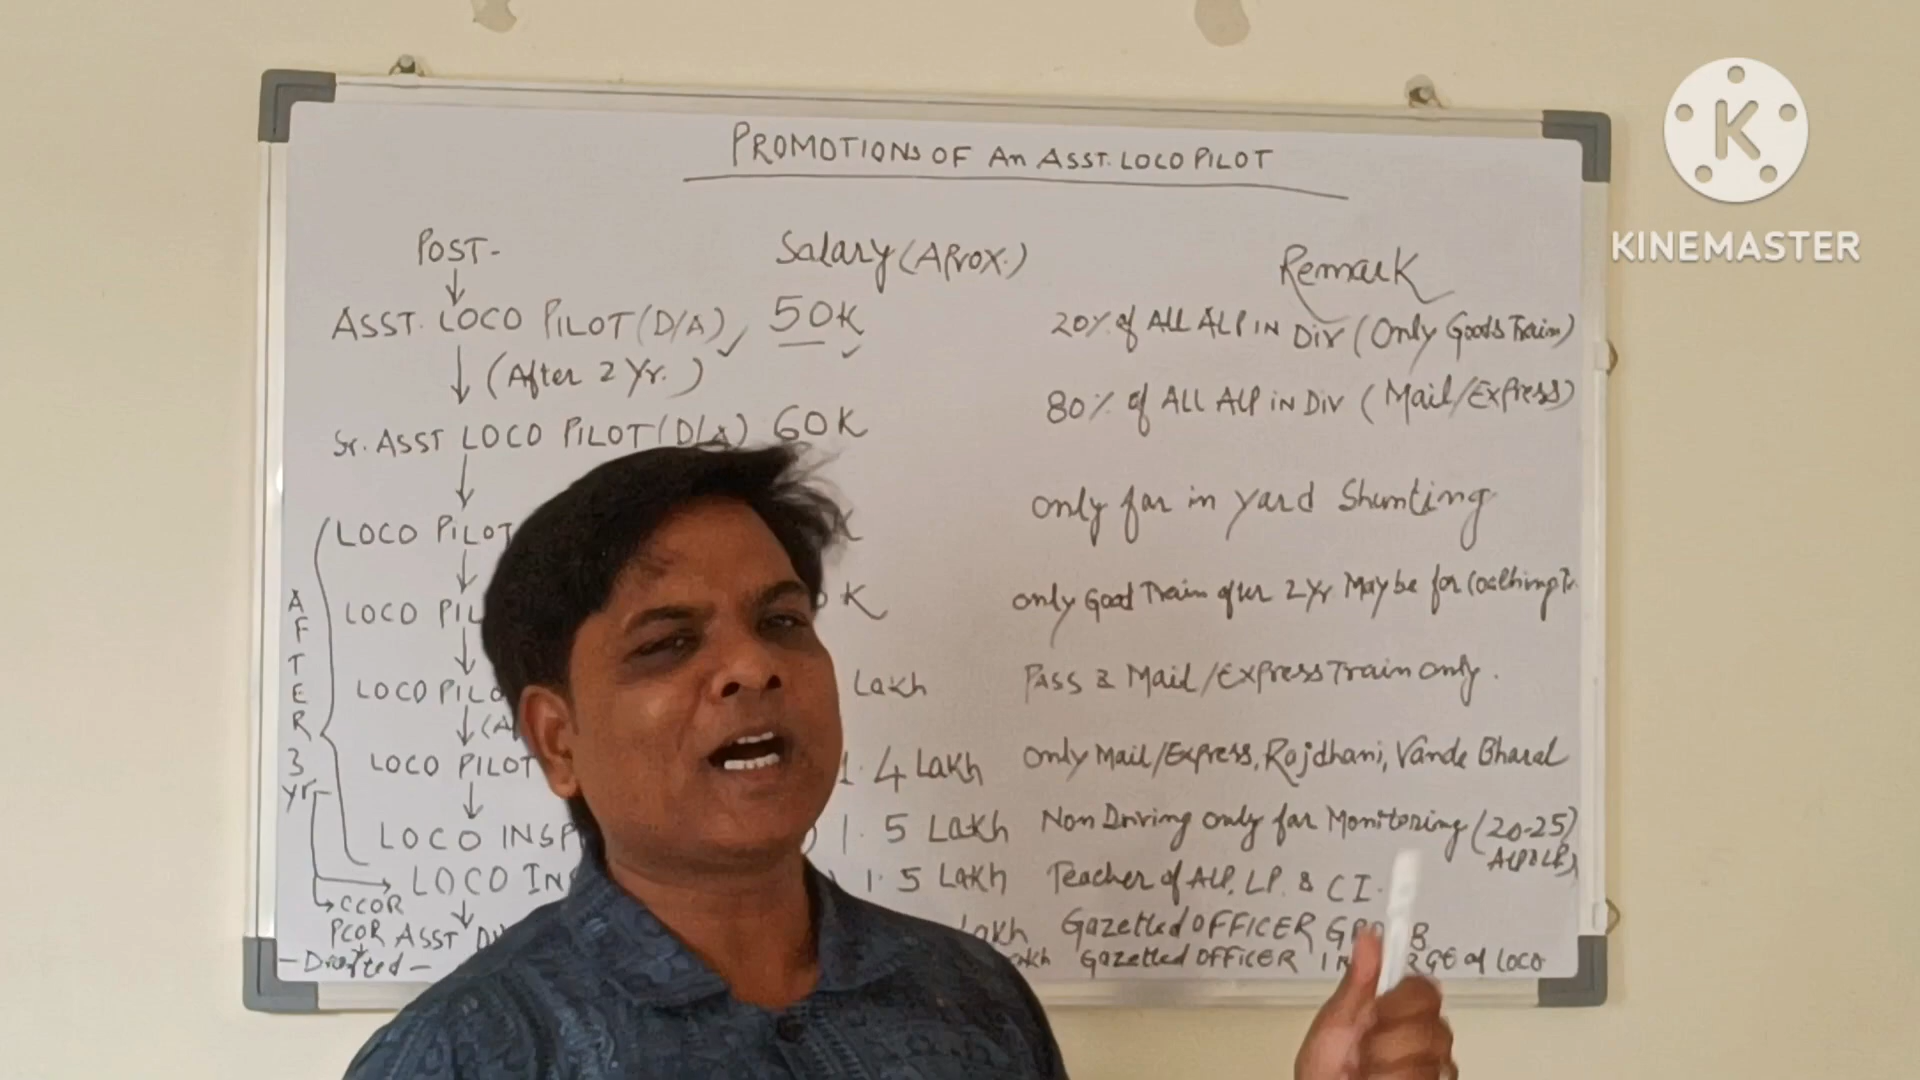 PROMOTIONS OF An ASST. LOCO PILOT
POST- Salary (APROX.) Remark
ASST. LOCO PILOT (D/A) 50K 20% of ALL ALP IN DIV (Only Goods Train)
(After 2 Yr.)
Sr. ASST LOCO PILOT (D/A) 60K 80% of ALL ALP IN DIV (Mail/Express)
LOCO PILOT K only for in yard Shunting
LOCO PIL K only Good Train after 2 Yr May be for Coathing Tr.
LOCO PILO Lakh PASS & Mail/Express Train only.
(A
LOCO PILOT 1.4 Lakh Only Mail/Express, Rajdhani, Vande Bharat
LOCO INSP ) 1.5 Lakh Non Driving only for Monitoring (20-25)
ALP & LP)
LOCO IN ) 1.5 Lakh Teacher of ALP, LP. & CI.
AFTER 3 yr
CCOR
PCOR ASST Lakh Gazetted OFFICER B
-Drafted- Gazetted OFFICER of LOCO
K
KINEMASTER